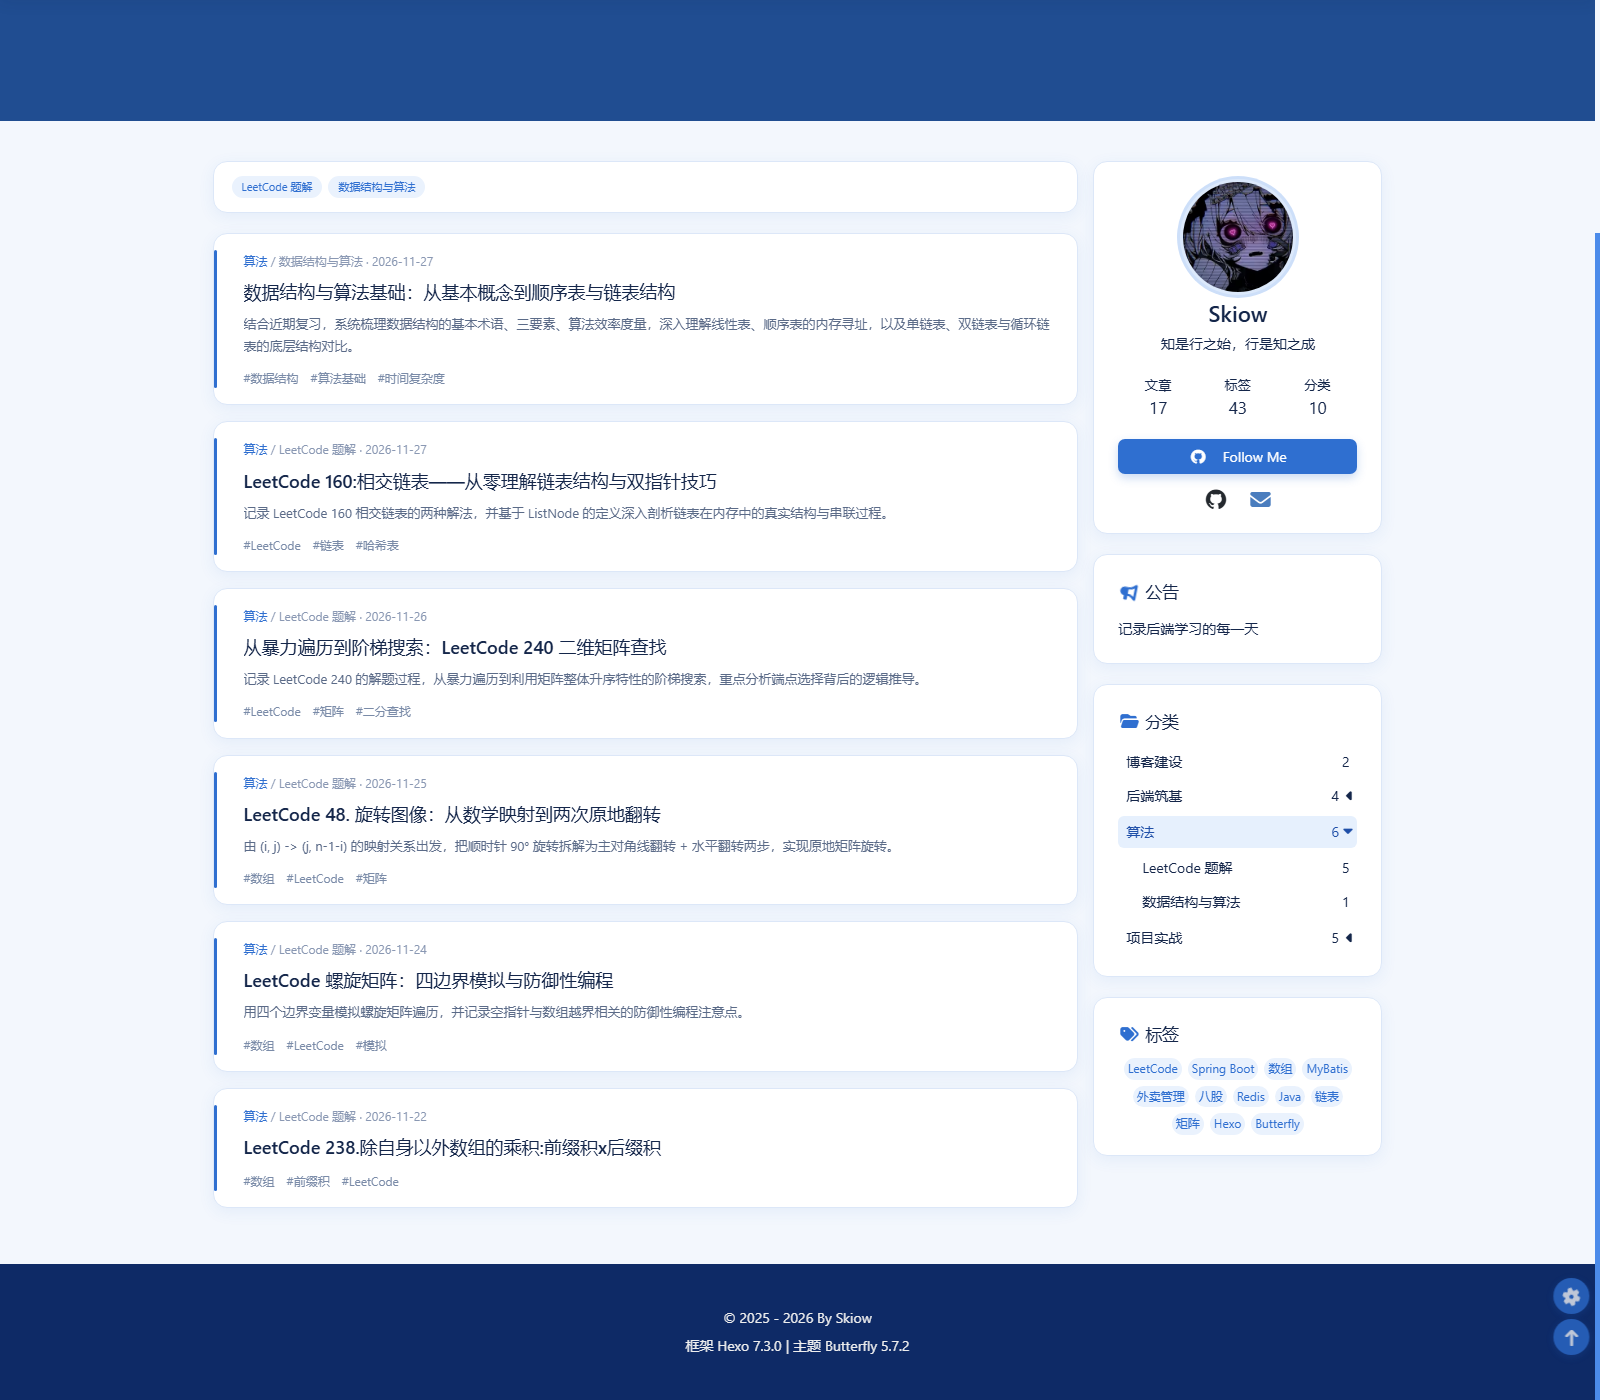 LeetCode 题解 数据结构与算法
算法 / 数据结构与算法 · 2026-11-27
数据结构与算法基础：从基本概念到顺序表与链表结构
结合近期复习，系统梳理数据结构的基本术语、三要素、算法效率度量，深入理解线性表、顺序表的内存寻址，以及单链表、双链表与循环链
表的底层结构对比。
#数据结构 #算法基础 #时间复杂度
算法 / LeetCode 题解 · 2026-11-27
LeetCode 160:相交链表——从零理解链表结构与双指针技巧
记录 LeetCode 160 相交链表的两种解法，并基于 ListNode 的定义深入剖析链表在内存中的真实结构与串联过程。
#LeetCode #链表 #哈希表
算法 / LeetCode 题解 · 2026-11-26
从暴力遍历到阶梯搜索：LeetCode 240 二维矩阵查找
记录 LeetCode 240 的解题过程，从暴力遍历到利用矩阵整体升序特性的阶梯搜索，重点分析端点选择背后的逻辑推导。
#LeetCode #矩阵 #二分查找
算法 / LeetCode 题解 · 2026-11-25
LeetCode 48. 旋转图像：从数学映射到两次原地翻转
由 (i, j) -> (j, n-1-i) 的映射关系出发，把顺时针 90° 旋转拆解为主对角线翻转 + 水平翻转两步，实现原地矩阵旋转。
#数组 #LeetCode #矩阵
算法 / LeetCode 题解 · 2026-11-24
LeetCode 螺旋矩阵：四边界模拟与防御性编程
用四个边界变量模拟螺旋矩阵遍历，并记录空指针与数组越界相关的防御性编程注意点。
#数组 #LeetCode #模拟
算法 / LeetCode 题解 · 2026-11-22
LeetCode 238.除自身以外数组的乘积:前缀积x后缀积
#数组 #前缀积 #LeetCode
Skiow
知是行之始，行是知之成
文章 标签 分类
17 43 10
Follow Me
公告
记录后端学习的每一天
分类
博客建设 2
后端筑基 4
算法 6
LeetCode 题解 5
数据结构与算法 1
项目实战 5
标签
LeetCode Spring Boot 数组 MyBatis
外卖管理 八股 Redis Java 链表
矩阵 Hexo Butterfly
© 2025 - 2026 By Skiow
框架 Hexo 7.3.0 | 主题 Butterfly 5.7.2